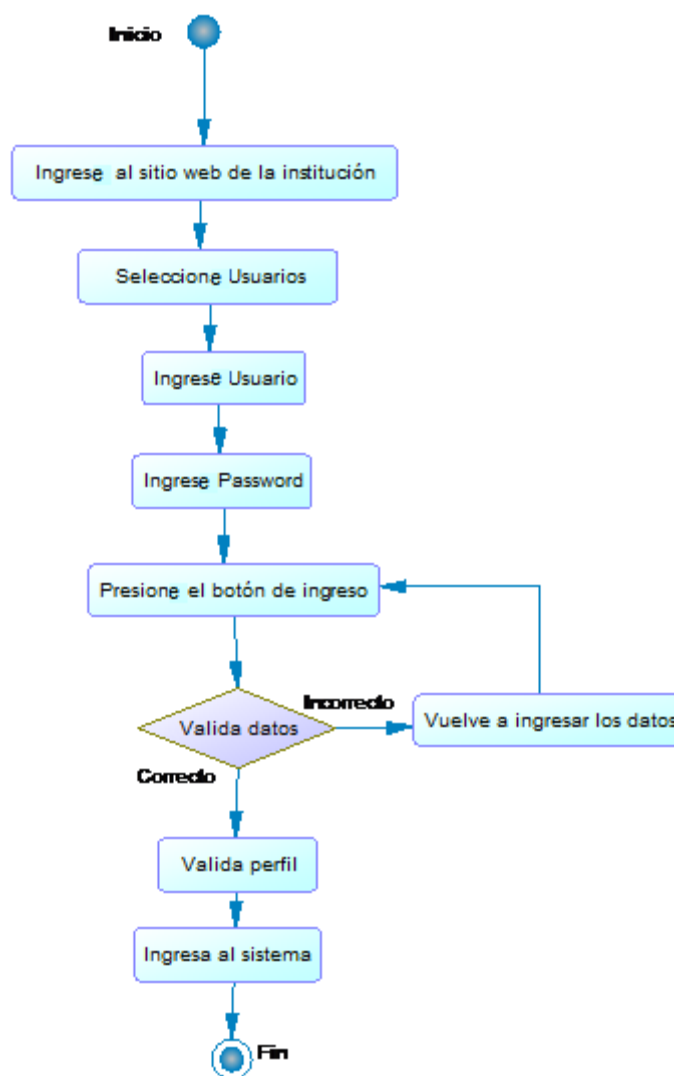 Inicio
Ingrese al sitio web de la institución
Seleccione Usuarios
Ingrese Usuario
Ingrese Password
Presione el botón de ingreso
Incorrecto
Valida datos
Vuelve a ingresar los datos
Correcto
Valida perfil
Ingresa al sistema
Fin